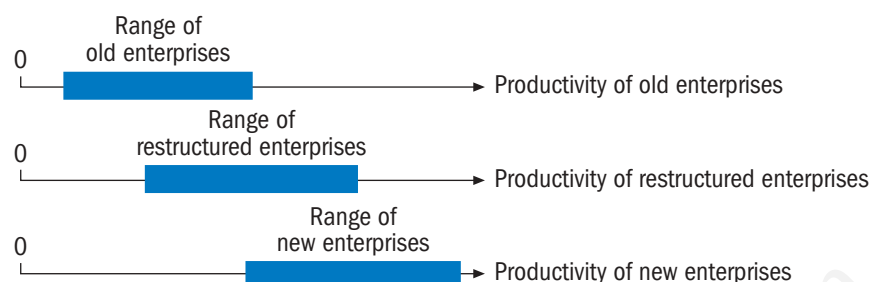 Range of
old enterprises
0
Productivity of old enterprises
Range of
restructured enterprises
0
Productivity of restructured enterprises
Range of
new enterprises
0
Productivity of new enterprises